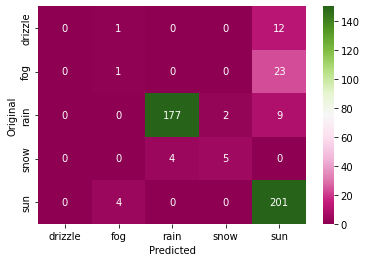 drizzle 0 1 0 0 12
fog 0 1 0 0 23
rain 0 0 177 2 9
snow 0 0 4 5 0
sun 0 4 0 0 201
drizzle fog rain snow sun
Predicted
Original
140
120
100
80
60
40
20
0